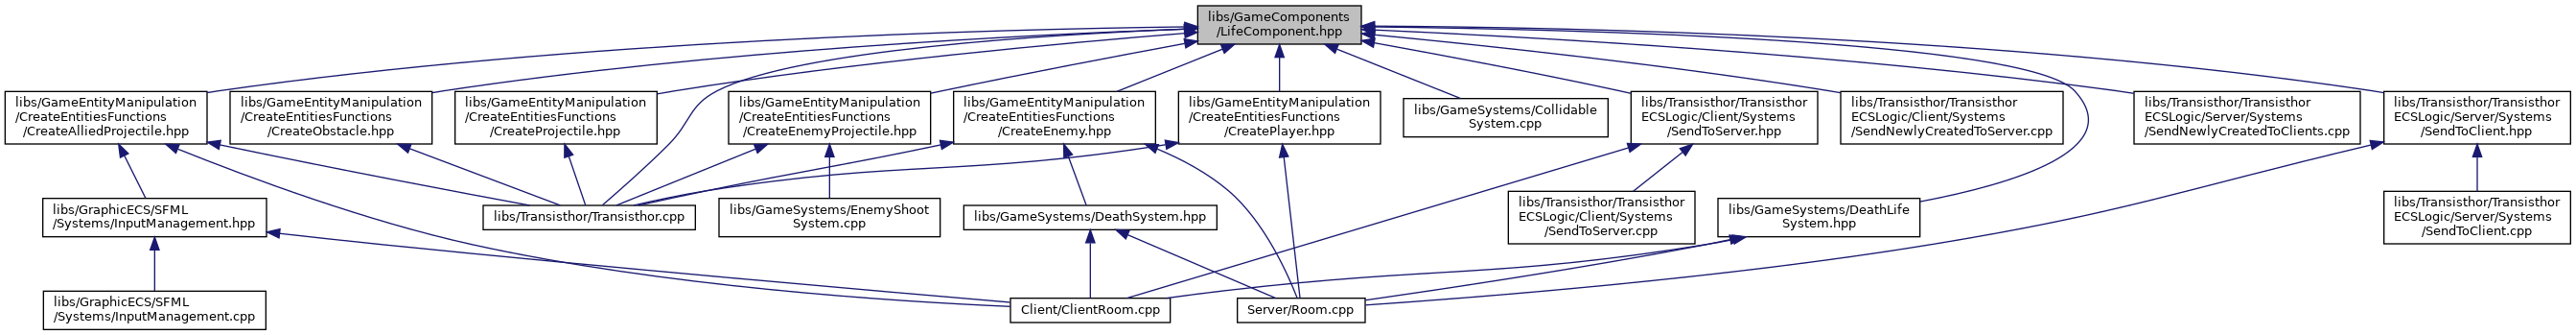 libs/GameComponents
/LifeComponent.hpp
libs/GameEntityManipulation
/CreateEntitiesFunctions
/CreateAlliedProjectile.hpp
libs/GameEntityManipulation
/CreateEntitiesFunctions
/CreateObstacle.hpp
libs/GameEntityManipulation
/CreateEntitiesFunctions
/CreateProjectile.hpp
libs/GameEntityManipulation
/CreateEntitiesFunctions
/CreateEnemyProjectile.hpp
libs/GameEntityManipulation
/CreateEntitiesFunctions
/CreateEnemy.hpp
libs/GameEntityManipulation
/CreateEntitiesFunctions
/CreatePlayer.hpp
libs/GameSystems/Collidable
System.cpp
libs/Transisthor/Transisthor
ECSLogic/Client/Systems
/SendToServer.hpp
libs/Transisthor/Transisthor
ECSLogic/Client/Systems
/SendNewlyCreatedToServer.cpp
libs/Transisthor/Transisthor
ECSLogic/Server/Systems
/SendNewlyCreatedToClients.cpp
libs/Transisthor/Transisthor
ECSLogic/Server/Systems
/SendToClient.hpp
libs/GraphicECS/SFML
/Systems/InputManagement.hpp
libs/Transisthor/Transisthor.cpp
libs/GameSystems/EnemyShoot
System.cpp
libs/GameSystems/DeathSystem.hpp
libs/Transisthor/Transisthor
ECSLogic/Client/Systems
/SendToServer.cpp
libs/GameSystems/DeathLife
System.hpp
libs/Transisthor/Transisthor
ECSLogic/Server/Systems
/SendToClient.cpp
libs/GraphicECS/SFML
/Systems/InputManagement.cpp
Client/ClientRoom.cpp
Server/Room.cpp